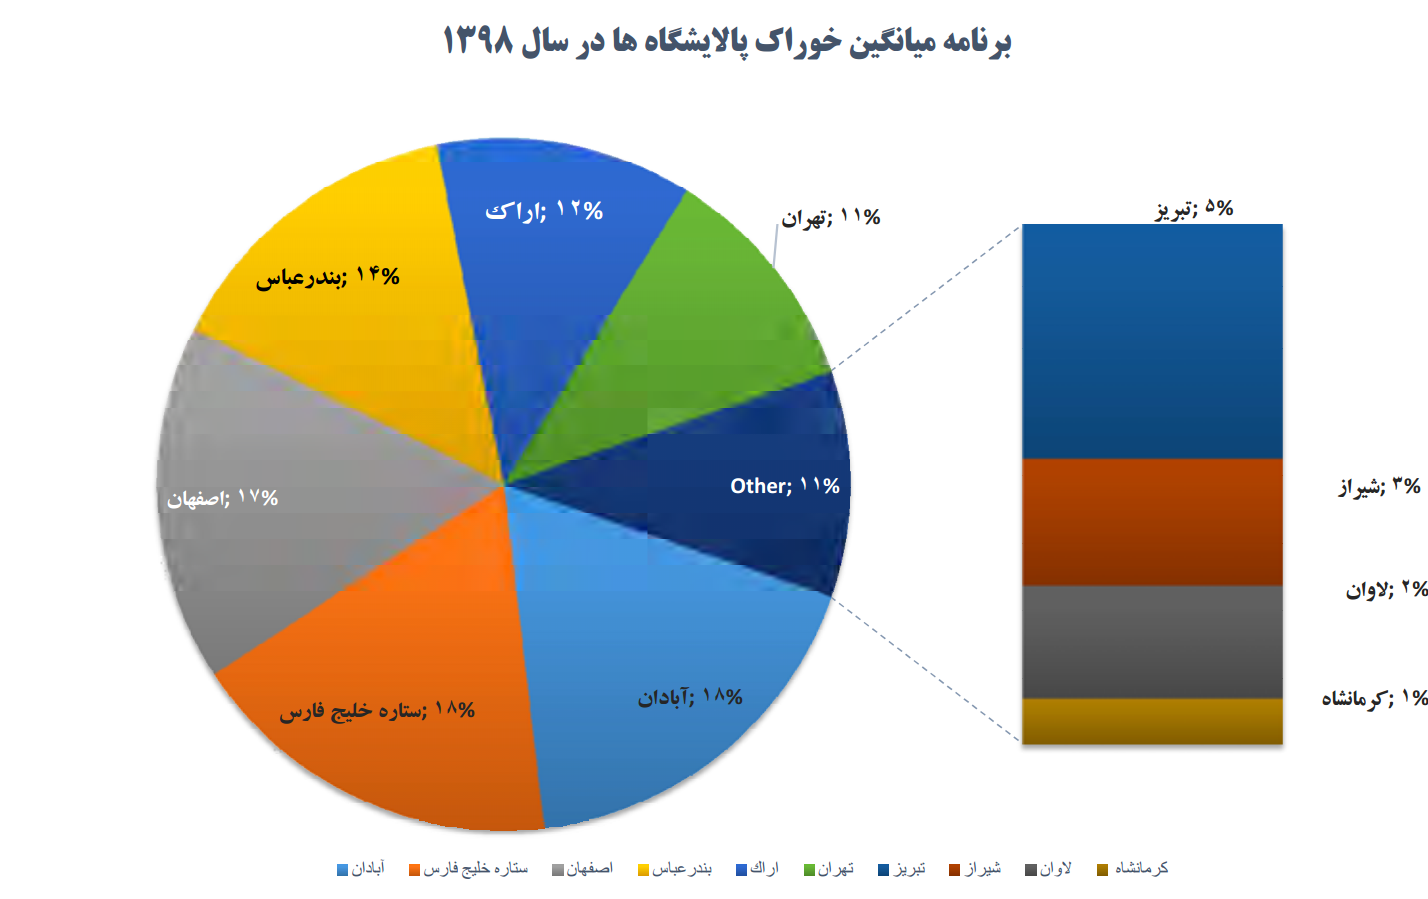 برنامه میانگین خوراک پالایشگاه ها در سال ۱۳۹۸
اراک; ۱۲%
تهران; ۱۱%
تبریز; ۵%
بندرعباس; ۱۴%
Other; ۱۱%
شیراز; ۳%
اصفهان; ۱۷%
لاوان; ۲%
آبادان; ۱۸%
کرمانشاه; ۱%
ستاره خلیج فارس; ۱۸%
آبادان ستاره خلیج فارس اصفهان بندرعباس اراک تهران تبریز شیراز لاوان کرمانشاه